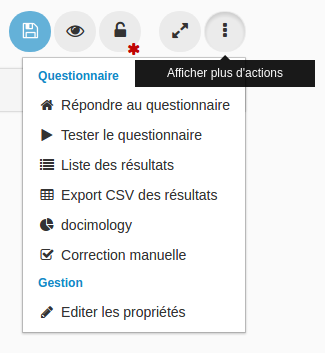 Afficher plus d'actions
Questionnaire
Répondre au questionnaire
Tester le questionnaire
Liste des résultats
Export CSV des résultats
docimology
Correction manuelle
Gestion
Editer les propriétés